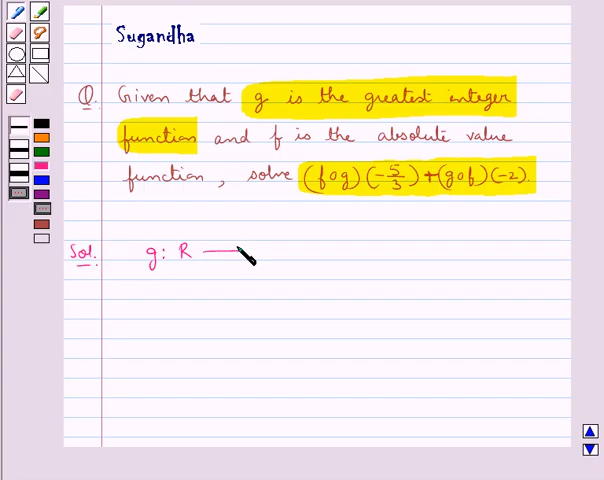 Sugandha
Q. Given that g is the greatest integer
function and f is the absolute value
function, solve (fog)(-5/3) + (gof)(-2).
Sol. g: R